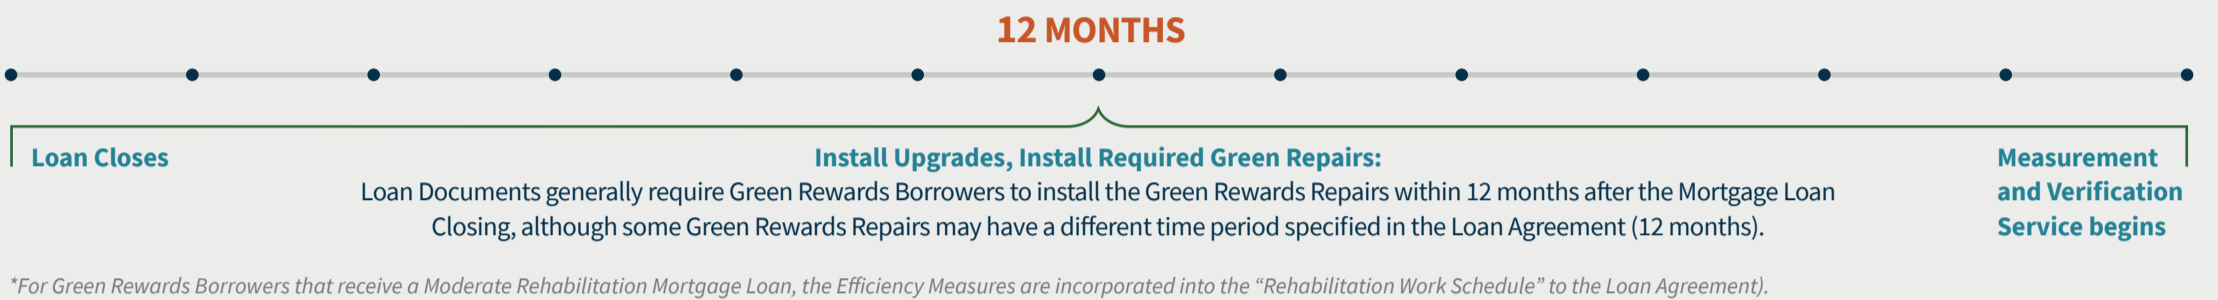 12 MONTHS
Loan Closes
Install Upgrades, Install Required Green Repairs:
Loan Documents generally require Green Rewards Borrowers to install the Green Rewards Repairs within 12 months after the Mortgage Loan
Closing, although some Green Rewards Repairs may have a different time period specified in the Loan Agreement (12 months).
Measurement
and Verification
Service begins
*For Green Rewards Borrowers that receive a Moderate Rehabilitation Mortgage Loan, the Efficiency Measures are incorporated into the “Rehabilitation Work Schedule” to the Loan Agreement).